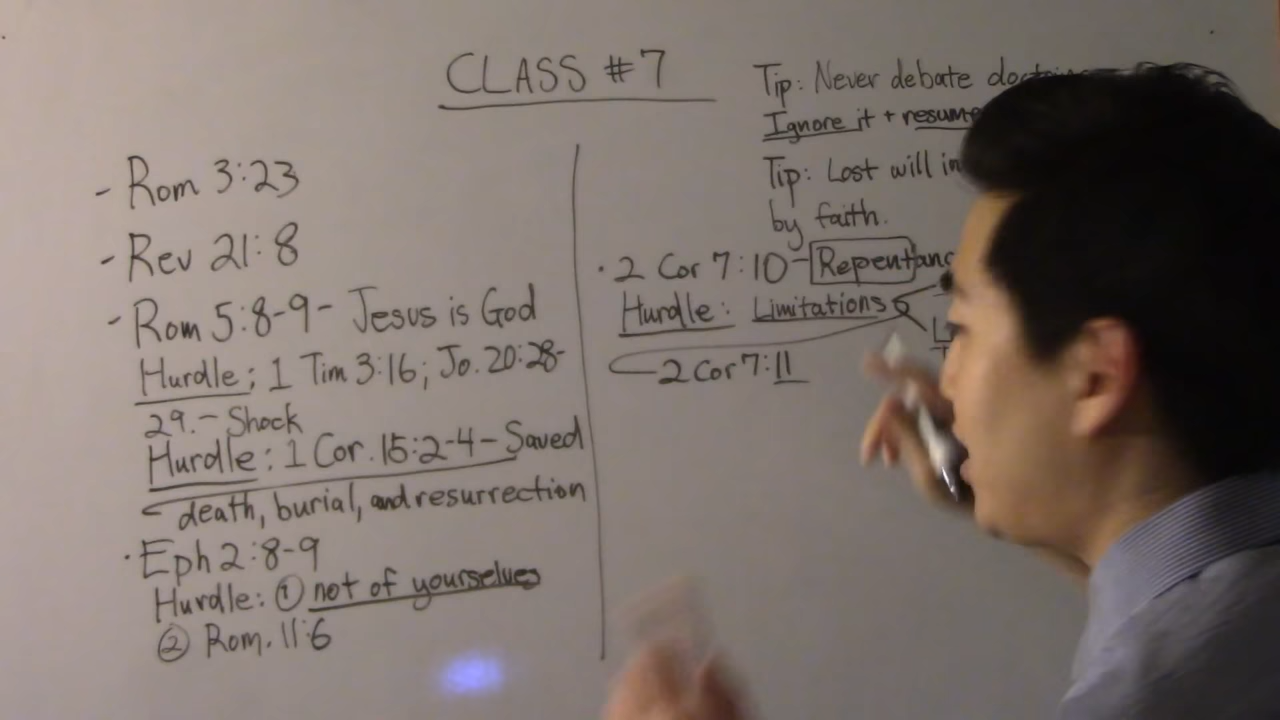 CLASS #7
- Rom 3:23
- Rev 21:8
- Rom 5:8-9- Jesus is God
Hurdle: 1 Tim 3:16; Jo. 20:28-
29.- Shock
Hurdle: 1 Cor. 15:2-4- Saved
death, burial, and resurrection
· Eph 2:8-9
Hurdle: ① not of yourselves
② Rom. 11:6
Tip: Never debate
Ignore it + resume
Tip: Lost will
by faith.
· 2 Cor 7:10- Repentanc
Hurdle: Limitations
2 Cor 7:11